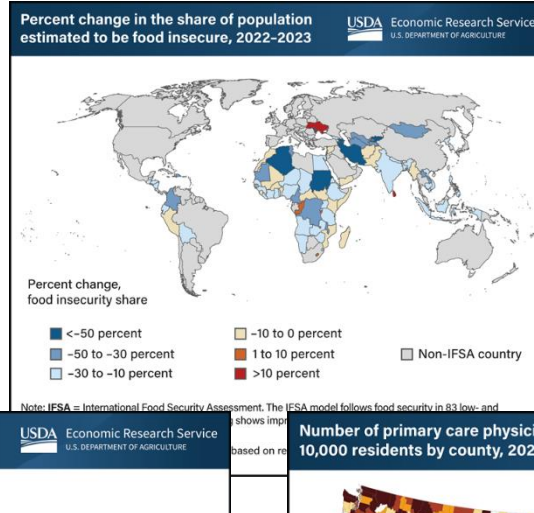 Percent change in the share of population
estimated to be food insecure, 2022–2023
USDA Economic Research Service
U.S. DEPARTMENT OF AGRICULTURE
Percent change,
food insecurity share
<–50 percent
–50 to –30 percent
–30 to –10 percent
–10 to 0 percent
1 to 10 percent
>10 percent
Non-IFSA country
Note: IFSA = International Food Security Assessment. The IFSA model follows food security in 83 low- and
shows
based on
USDA Economic Research Service
U.S. DEPARTMENT OF AGRICULTURE
Number of primary care
10,000 residents by county,